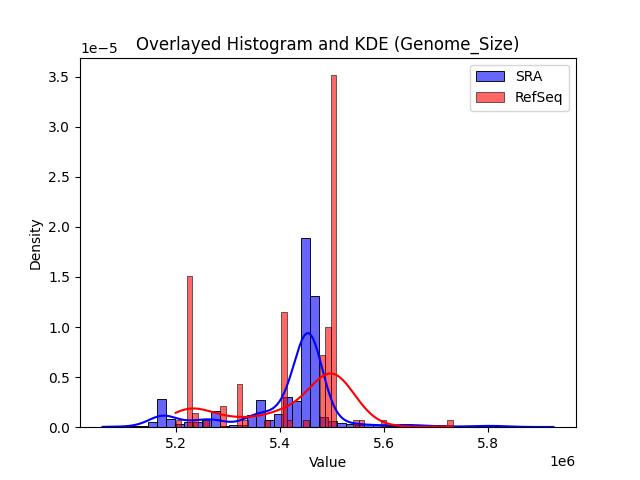 Overlayed Histogram and KDE (Genome_Size)
1e−5
SRA
RefSeq
3.5
3.0
2.5
2.0
1.5
1.0
0.5
0.0
Density
5.2
5.4
5.6
5.8
Value
1e6